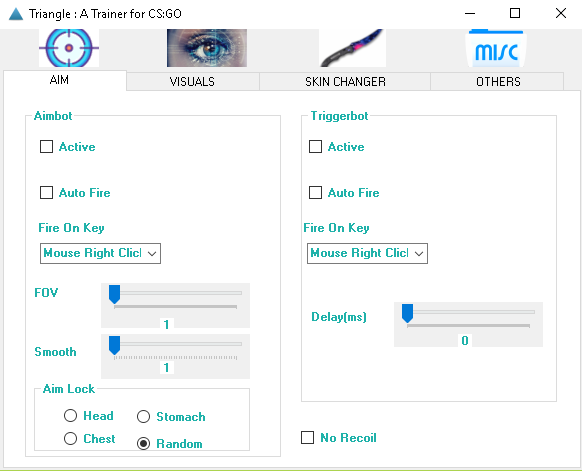 Triangle : A Trainer for CS:GO
misc
AIM
VISUALS
SKIN CHANGER
OTHERS
Aimbot
Active
Auto Fire
Fire On Key
Mouse Right Clicl
FOV
1
Smooth
1
Aim Lock
Head
Stomach
Chest
Random
Triggerbot
Active
Auto Fire
Fire On Key
Mouse Right Clicl
Delay(ms)
0
No Recoil